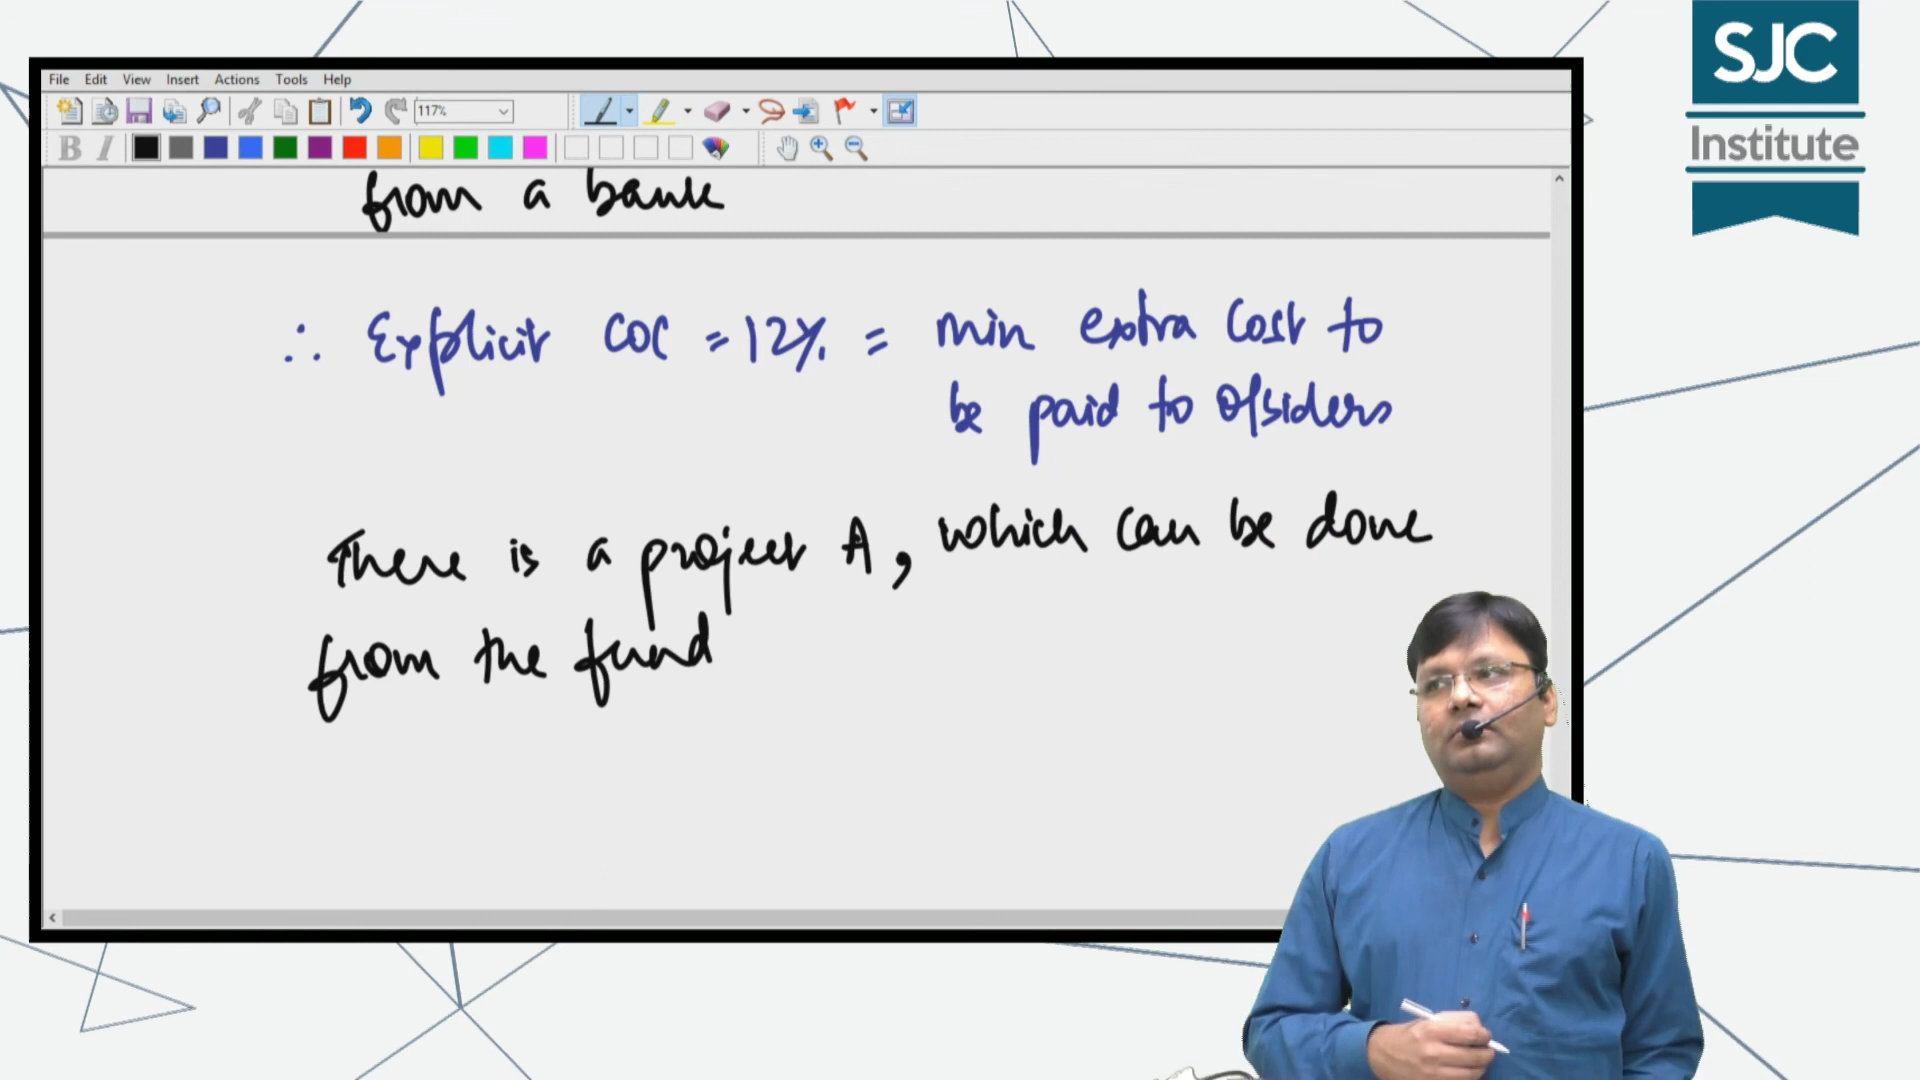 SJC
Institute
File Edit View Insert Actions Tools Help
117%
B I
from a bank
∴ Explicit COC = 12% = min extra cost to
be paid to O/siders
There is a project A, which can be done
from the fund